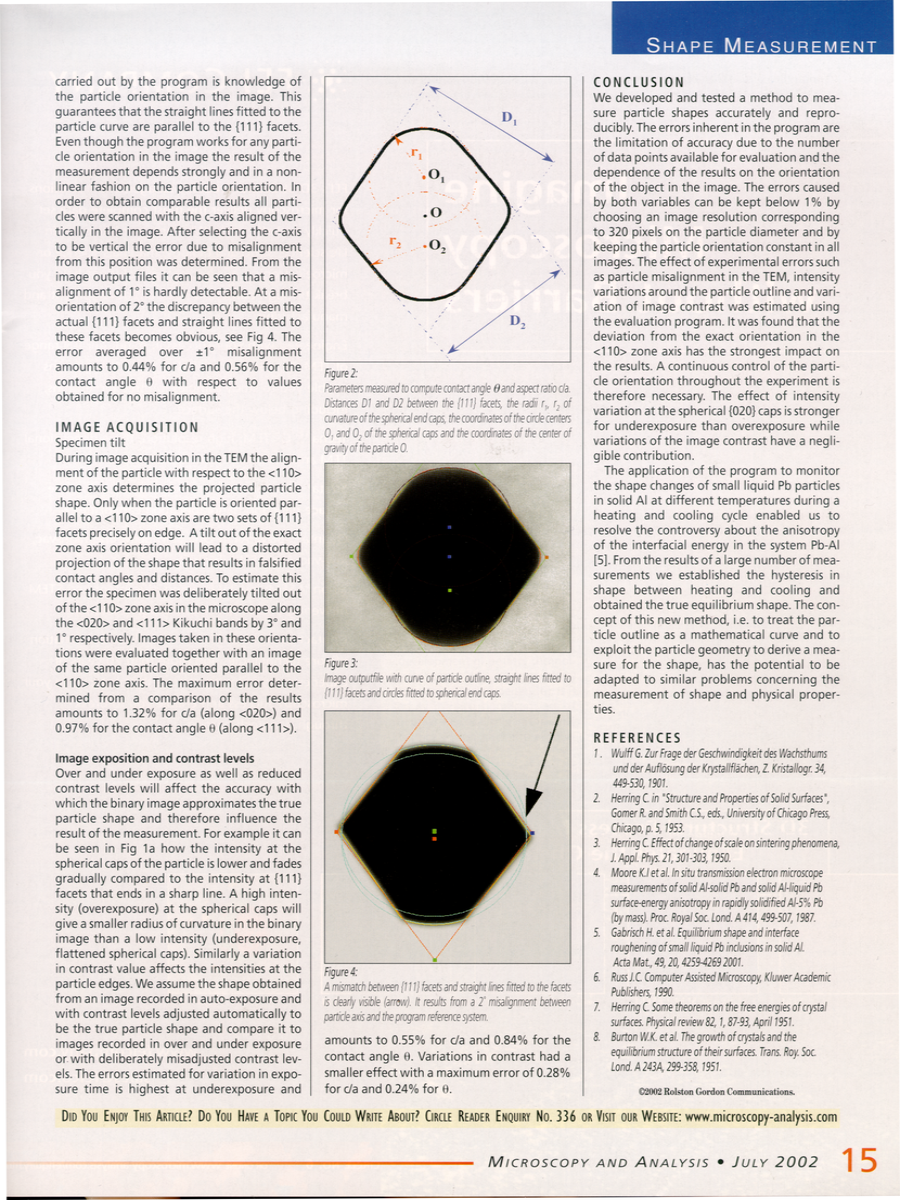 SHAPE MEASUREMENT
carried out by the program is knowledge of
the particle orientation in the image. This
guarantees that the straight lines fitted to the
particle curve are parallel to the {111} facets.
Even though the program works for any parti-
cle orientation in the image the result of the
measurement depends strongly and in a non-
linear fashion on the particle orientation. In
order to obtain comparable results all parti-
cles were scanned with the c-axis aligned ver-
tically in the image. After selecting the c-axis
to be vertical the error due to misalignment
from this position was determined. From the
image output files it can be seen that a mis-
alignment of 1° is hardly detectable. At a mis-
orientation of 2° the discrepancy between the
actual {111} facets and straight lines fitted to
these facets becomes obvious, see Fig 4. The
error averaged over ±1° misalignment
amounts to 0.44% for c/a and 0.56% for the
contact angle θ with respect to values
obtained for no misalignment.
IMAGE ACQUISITION
Specimen tilt
During image acquisition in the TEM the align-
ment of the particle with respect to the <110>
zone axis determines the projected particle
shape. Only when the particle is oriented par-
allel to a <110> zone axis are two sets of {111}
facets precisely on edge. A tilt out of the exact
zone axis orientation will lead to a distorted
projection of the shape that results in falsified
contact angles and distances. To estimate this
error the specimen was deliberately tilted out
of the <110> zone axis in the microscope along
the <020> and <111> Kikuchi bands by 3° and
1° respectively. Images taken in these orienta-
tions were evaluated together with an image
of the same particle oriented parallel to the
<110> zone axis. The maximum error deter-
mined from a comparison of the results
amounts to 1.32% for c/a (along <020>) and
0.97% for the contact angle θ (along <111>).
Image exposition and contrast levels
Over and under exposure as well as reduced
contrast levels will affect the accuracy with
which the binary image approximates the true
particle shape and therefore influence the
result of the measurement. For example it can
be seen in Fig 1a how the intensity at the
spherical caps of the particle is lower and fades
gradually compared to the intensity at {111}
facets that ends in a sharp line. A high inten-
sity (overexposure) at the spherical caps will
give a smaller radius of curvature in the binary
image than a low intensity (underexposure,
flattened spherical caps). Similarly a variation
in contrast value affects the intensities at the
particle edges. We assume the shape obtained
from an image recorded in auto-exposure and
with contrast levels adjusted automatically to
be the true particle shape and compare it to
images recorded in over and under exposure
or with deliberately misadjusted contrast lev-
els. The errors estimated for variation in expo-
sure time is highest at underexposure and
D1
r1
O1
O
r2
O2
D2
Figure 2:
Parameters measured to compute contact angle θ and aspect ratio c/a.
Distances D1 and D2 between the {111} facets, the radii r1, r2 of
curvature of the spherical end caps, the coordinates of the circle centers
O1 and O2 of the spherical caps and the coordinates of the center of
gravity of the particle O.
Figure 3:
Image outputfile with curve of particle outline, straight lines fitted to
{111} facets and circles fitted to spherical end caps.
Figure 4:
A mismatch between {111} facets and straight lines fitted to the facets
is clearly visible (arrow). It results from a 2° misalignment between
particle axis and the program reference system.
amounts to 0.55% for c/a and 0.84% for the
contact angle θ. Variations in contrast had a
smaller effect with a maximum error of 0.28%
for c/a and 0.24% for θ.
CONCLUSION
We developed and tested a method to mea-
sure particle shapes accurately and repro-
ducibly. The errors inherent in the program are
the limitation of accuracy due to the number
of data points available for evaluation and the
dependence of the results on the orientation
of the object in the image. The errors caused
by both variables can be kept below 1% by
choosing an image resolution corresponding
to 320 pixels on the particle diameter and by
keeping the particle orientation constant in all
images. The effect of experimental errors such
as particle misalignment in the TEM, intensity
variations around the particle outline and vari-
ation of image contrast was estimated using
the evaluation program. It was found that the
deviation from the exact orientation in the
<110> zone axis has the strongest impact on
the results. A continuous control of the parti-
cle orientation throughout the experiment is
therefore necessary. The effect of intensity
variation at the spherical {020} caps is stronger
for underexposure than overexposure while
variations of the image contrast have a negli-
gible contribution.
The application of the program to monitor
the shape changes of small liquid Pb particles
in solid Al at different temperatures during a
heating and cooling cycle enabled us to
resolve the controversy about the anisotropy
of the interfacial energy in the system Pb-Al
[5]. From the results of a large number of mea-
surements we established the hysteresis in
shape between heating and cooling and
obtained the true equilibrium shape. The con-
cept of this new method, i.e. to treat the par-
ticle outline as a mathematical curve and to
exploit the particle geometry to derive a mea-
sure for the shape, has the potential to be
adapted to similar problems concerning the
measurement of shape and physical proper-
ties.
REFERENCES
1. Wulff G. Zur Frage der Geschwindigkeit des Wachsthums
und der Auflösung der Krystallflächen, Z. Kristallogr. 34,
449-530, 1901.
2. Herring C. in "Structure and Properties of Solid Surfaces",
Gomer R. and Smith C.S., eds., University of Chicago Press,
Chicago, p. 5, 1953.
3. Herring C. Effect of change of scale on sintering phenomena,
J. Appl. Phys. 21, 301-303, 1950.
4. Moore K.I et al. In situ transmission electron microscope
measurements of solid Al-solid Pb and solid Al-liquid Pb
surface-energy anisotropy in rapidly solidified Al-5% Pb
(by mass). Proc. Royal Soc. Lond. A 414, 499-507, 1987.
5. Gabrisch H. et al. Equilibrium shape and interface
roughening of small liquid Pb inclusions in solid Al.
Acta Mat., 49, 20, 4259-4269 2001.
6. Russ J.C. Computer Assisted Microscopy, Kluwer Academic
Publishers, 1990.
7. Herring C. Some theorems on the free energies of crystal
surfaces. Physical review 82, 1, 87-93, April 1951.
8. Burton W.K. et al. The growth of crystals and the
equilibrium structure of their surfaces. Trans. Roy. Soc.
Lond. A 243A, 299-358, 1951.
©2002 Rolston Gordon Communications.
DID YOU ENJOY THIS ARTICLE? DO YOU HAVE A TOPIC YOU COULD WRITE ABOUT? CIRCLE READER ENQUIRY NO. 336 OR VISIT OUR WEBSITE: www.microscopy-analysis.com
MICROSCOPY AND ANALYSIS • JULY 2002 15